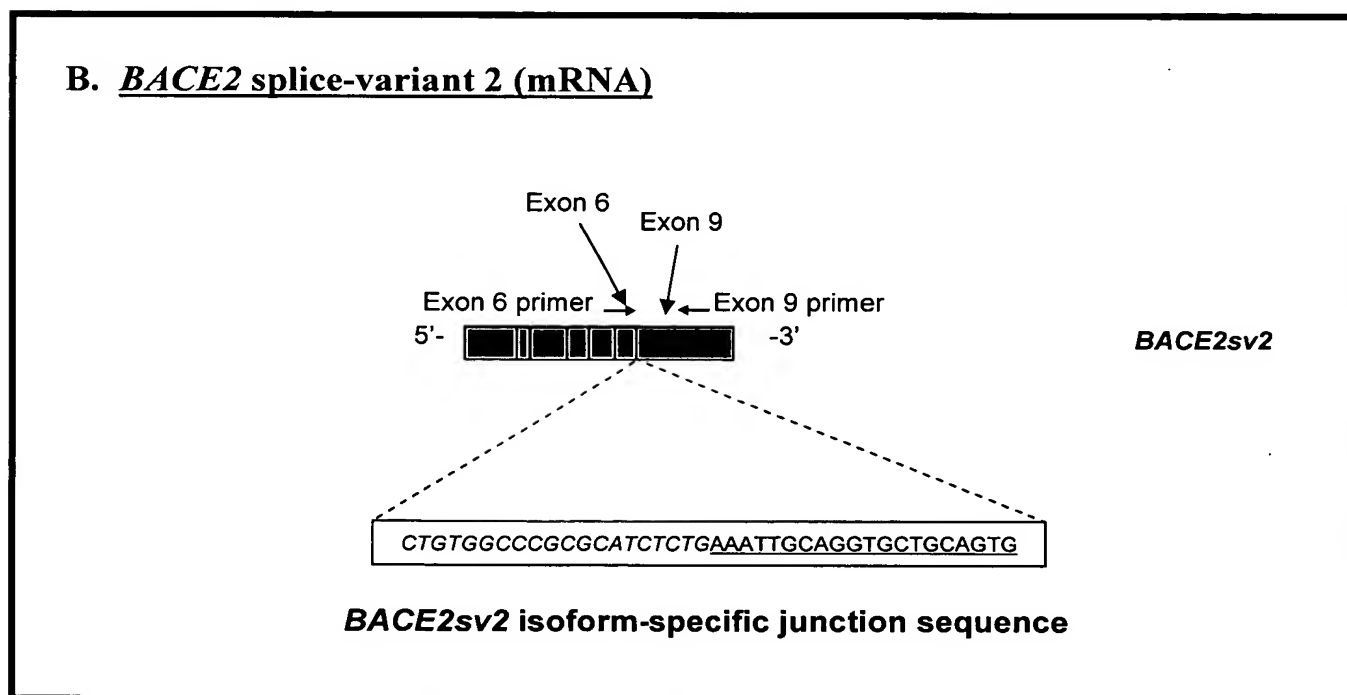 B. BACE2 splice-variant 2 (mRNA)
Exon 6
Exon 9
Exon 6 primer
Exon 9 primer
5'-
-3'
BACE2sv2
CTGTGGCCCGCGCATCTCTGAAATTGCAGGTGCTGCAGTG
BACE2sv2 isoform-specific junction sequence